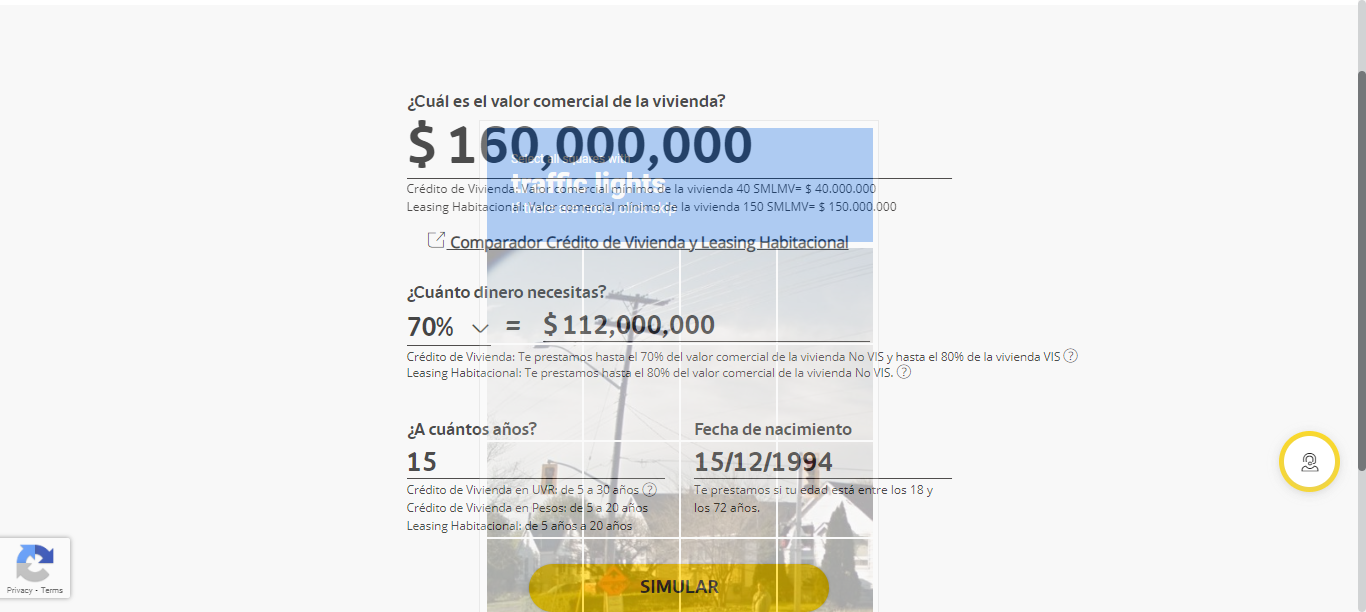 ¿Cuál es el valor comercial de la vivienda?
$ 160,000,000
Select all squares with
traffic lights
If there are none, click skip
Crédito de Vivienda: Valor comercial mínimo de la vivienda 40 SMLMV= $ 40.000.000
Leasing Habitacional: Valor comercial mínimo de la vivienda 150 SMLMV= $ 150.000.000
Comparador Crédito de Vivienda y Leasing Habitacional
¿Cuánto dinero necesitas?
70% = $ 112,000,000
Crédito de Vivienda: Te prestamos hasta el 70% del valor comercial de la vivienda No VIS y hasta el 80% de la vivienda VIS ?
Leasing Habitacional: Te prestamos hasta el 80% del valor comercial de la vivienda No VIS. ?
¿A cuántos años?
15
Crédito de Vivienda en UVR: de 5 a 30 años ?
Crédito de Vivienda en Pesos: de 5 a 20 años
Leasing Habitacional: de 5 años a 20 años
Fecha de nacimiento
15/12/1994
Te prestamos si tu edad está entre los 18 y
los 72 años.
SIMULAR
Privacy - Terms